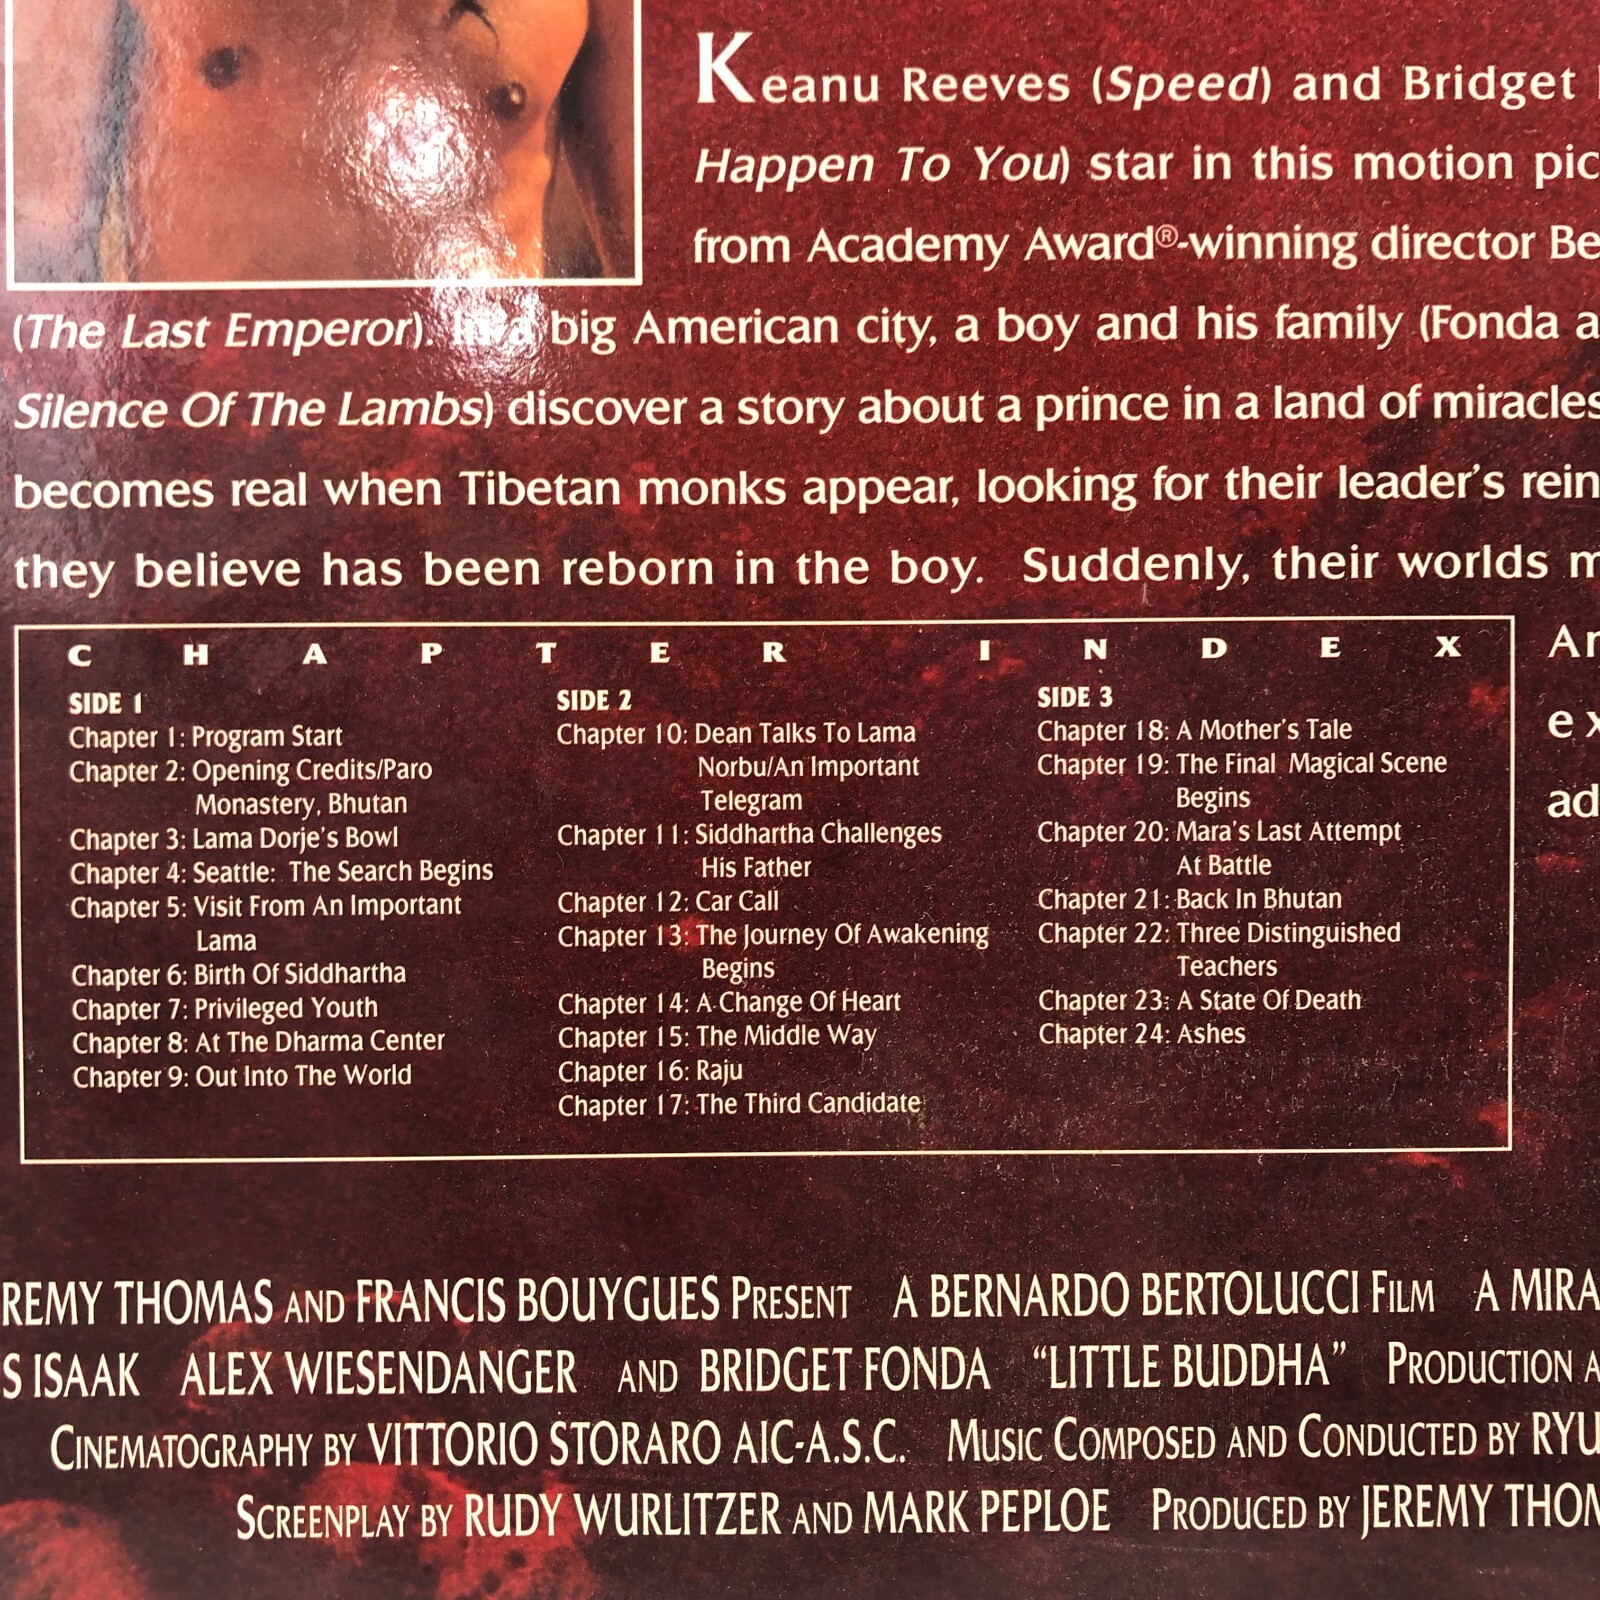 Keanu Reeves (Speed) and Bridget
Happen To You) star in this motion pic
from Academy Award®-winning director Be
(The Last Emperor). In a big American city, a boy and his family (Fonda a
Silence Of The Lambs) discover a story about a prince in a land of miracles
becomes real when Tibetan monks appear, looking for their leader's rein
they believe has been reborn in the boy. Suddenly, their worlds m
ex
ad
CHAPTER INDEX
SIDE 1
Chapter 1: Program Start
Chapter 2: Opening Credits/Paro
Monastery, Bhutan
Chapter 3: Lama Dorje's Bowl
Chapter 4: Seattle: The Search Begins
Chapter 5: Visit From An Important
Lama
Chapter 6: Birth Of Siddhartha
Chapter 7: Privileged Youth
Chapter 8: At The Dharma Center
Chapter 9: Out Into The World
SIDE 2
Chapter 10: Dean Talks To Lama
Norbu/An Important
Telegram
Chapter 11: Siddhartha Challenges
His Father
Chapter 12: Car Call
Chapter 13: The Journey Of Awakening
Begins
Chapter 14: A Change Of Heart
Chapter 15: The Middle Way
Chapter 16: Raju
Chapter 17: The Third Candidate
SIDE 3
Chapter 18: A Mother's Tale
Chapter 19: The Final Magical Scene
Begins
Chapter 20: Mara's Last Attempt
At Battle
Chapter 21: Back In Bhutan
Chapter 22: Three Distinguished
Teachers
Chapter 23: A State Of Death
Chapter 24: Ashes
REMY THOMAS AND FRANCIS BOUYGUES PRESENT A BERNARDO BERTOLUCCI FILM A MIRA
S ISAAK ALEX WIESENDANGER AND BRIDGET FONDA "LITTLE BUDDHA" PRODUCTION A
CINEMATOGRAPHY BY VITTORIO STORARO AIC-A.S.C. MUSIC COMPOSED AND CONDUCTED BY RYU
SCREENPLAY BY RUDY WURLITZER AND MARK PEPLOE PRODUCED BY JEREMY THOM